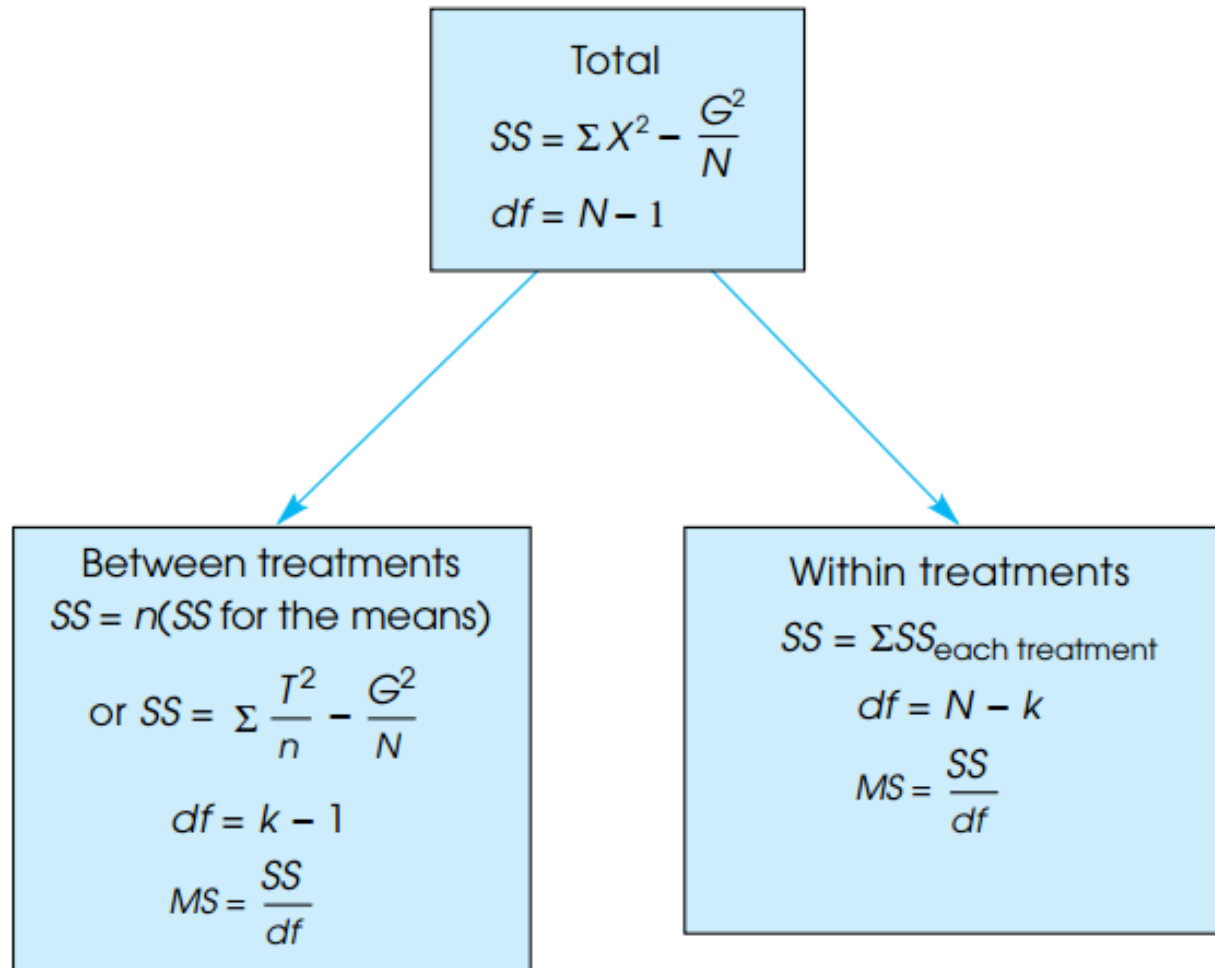 Total
SS = Σ X² − G²/N
df = N − 1
Between treatments
SS = n(SS for the means)
or SS = Σ T²/n − G²/N
df = k − 1
MS = SS/df
Within treatments
SS = ΣSS each treatment
df = N − k
MS = SS/df